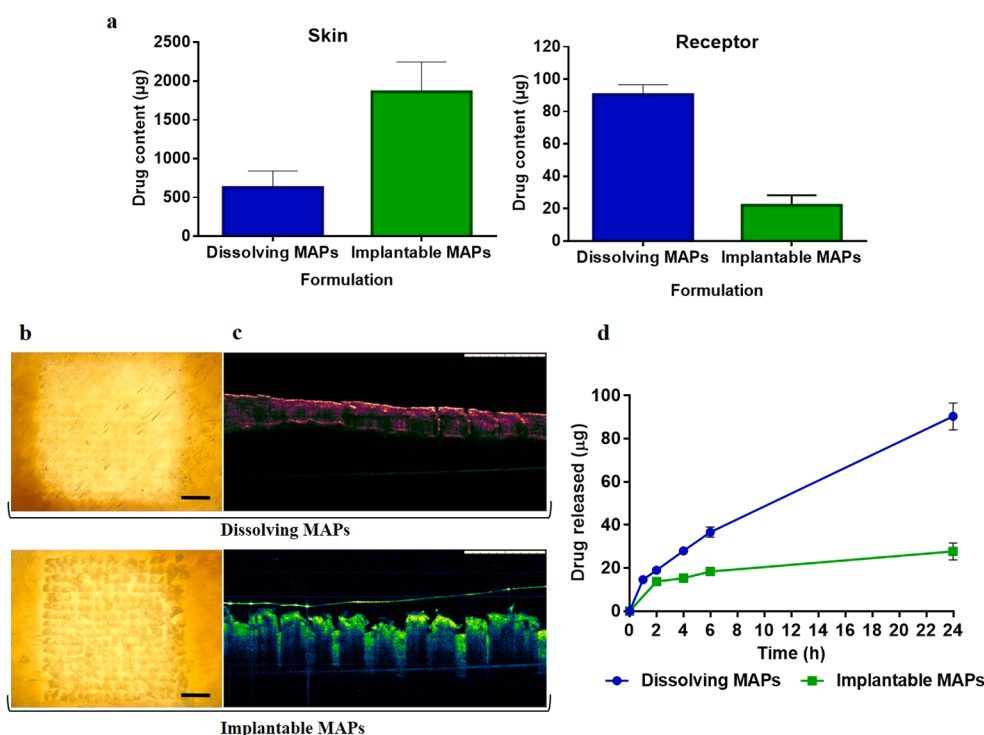 a
Skin
Drug content (µg)
2500
2000
1500
1000
500
0
Dissolving MAPs Implantable MAPs
Formulation
Receptor
Drug content (µg)
120
100
80
60
40
20
0
Dissolving MAPs Implantable MAPs
Formulation
b
c
Dissolving MAPs
Implantable MAPs
d
Drug released (µg)
100
80
60
40
20
0
0 2 4 6 8 10 12 14 16 18 20 22 24
Time (h)
Dissolving MAPs Implantable MAPs